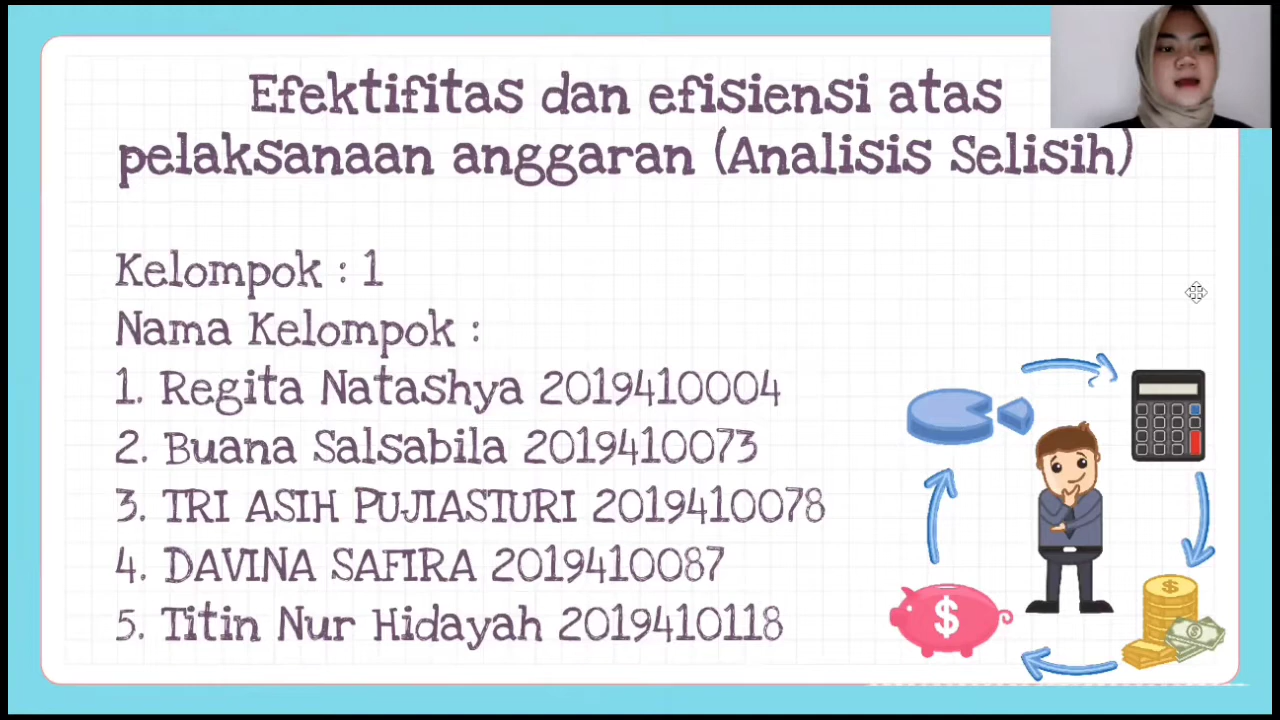 Efektifitas dan efisiensi atas
pelaksanaan anggaran (Analisis Selisih)
Kelompok : 1
Nama Kelompok :
1. Regita Natashya 2019410004
2. Buana Salsabila 2019410073
3. TRI ASIH PUJIASTURI 2019410078
4. DAVINA SAFIRA 2019410087
5. Titin Nur Hidayah 2019410118
$
$
$